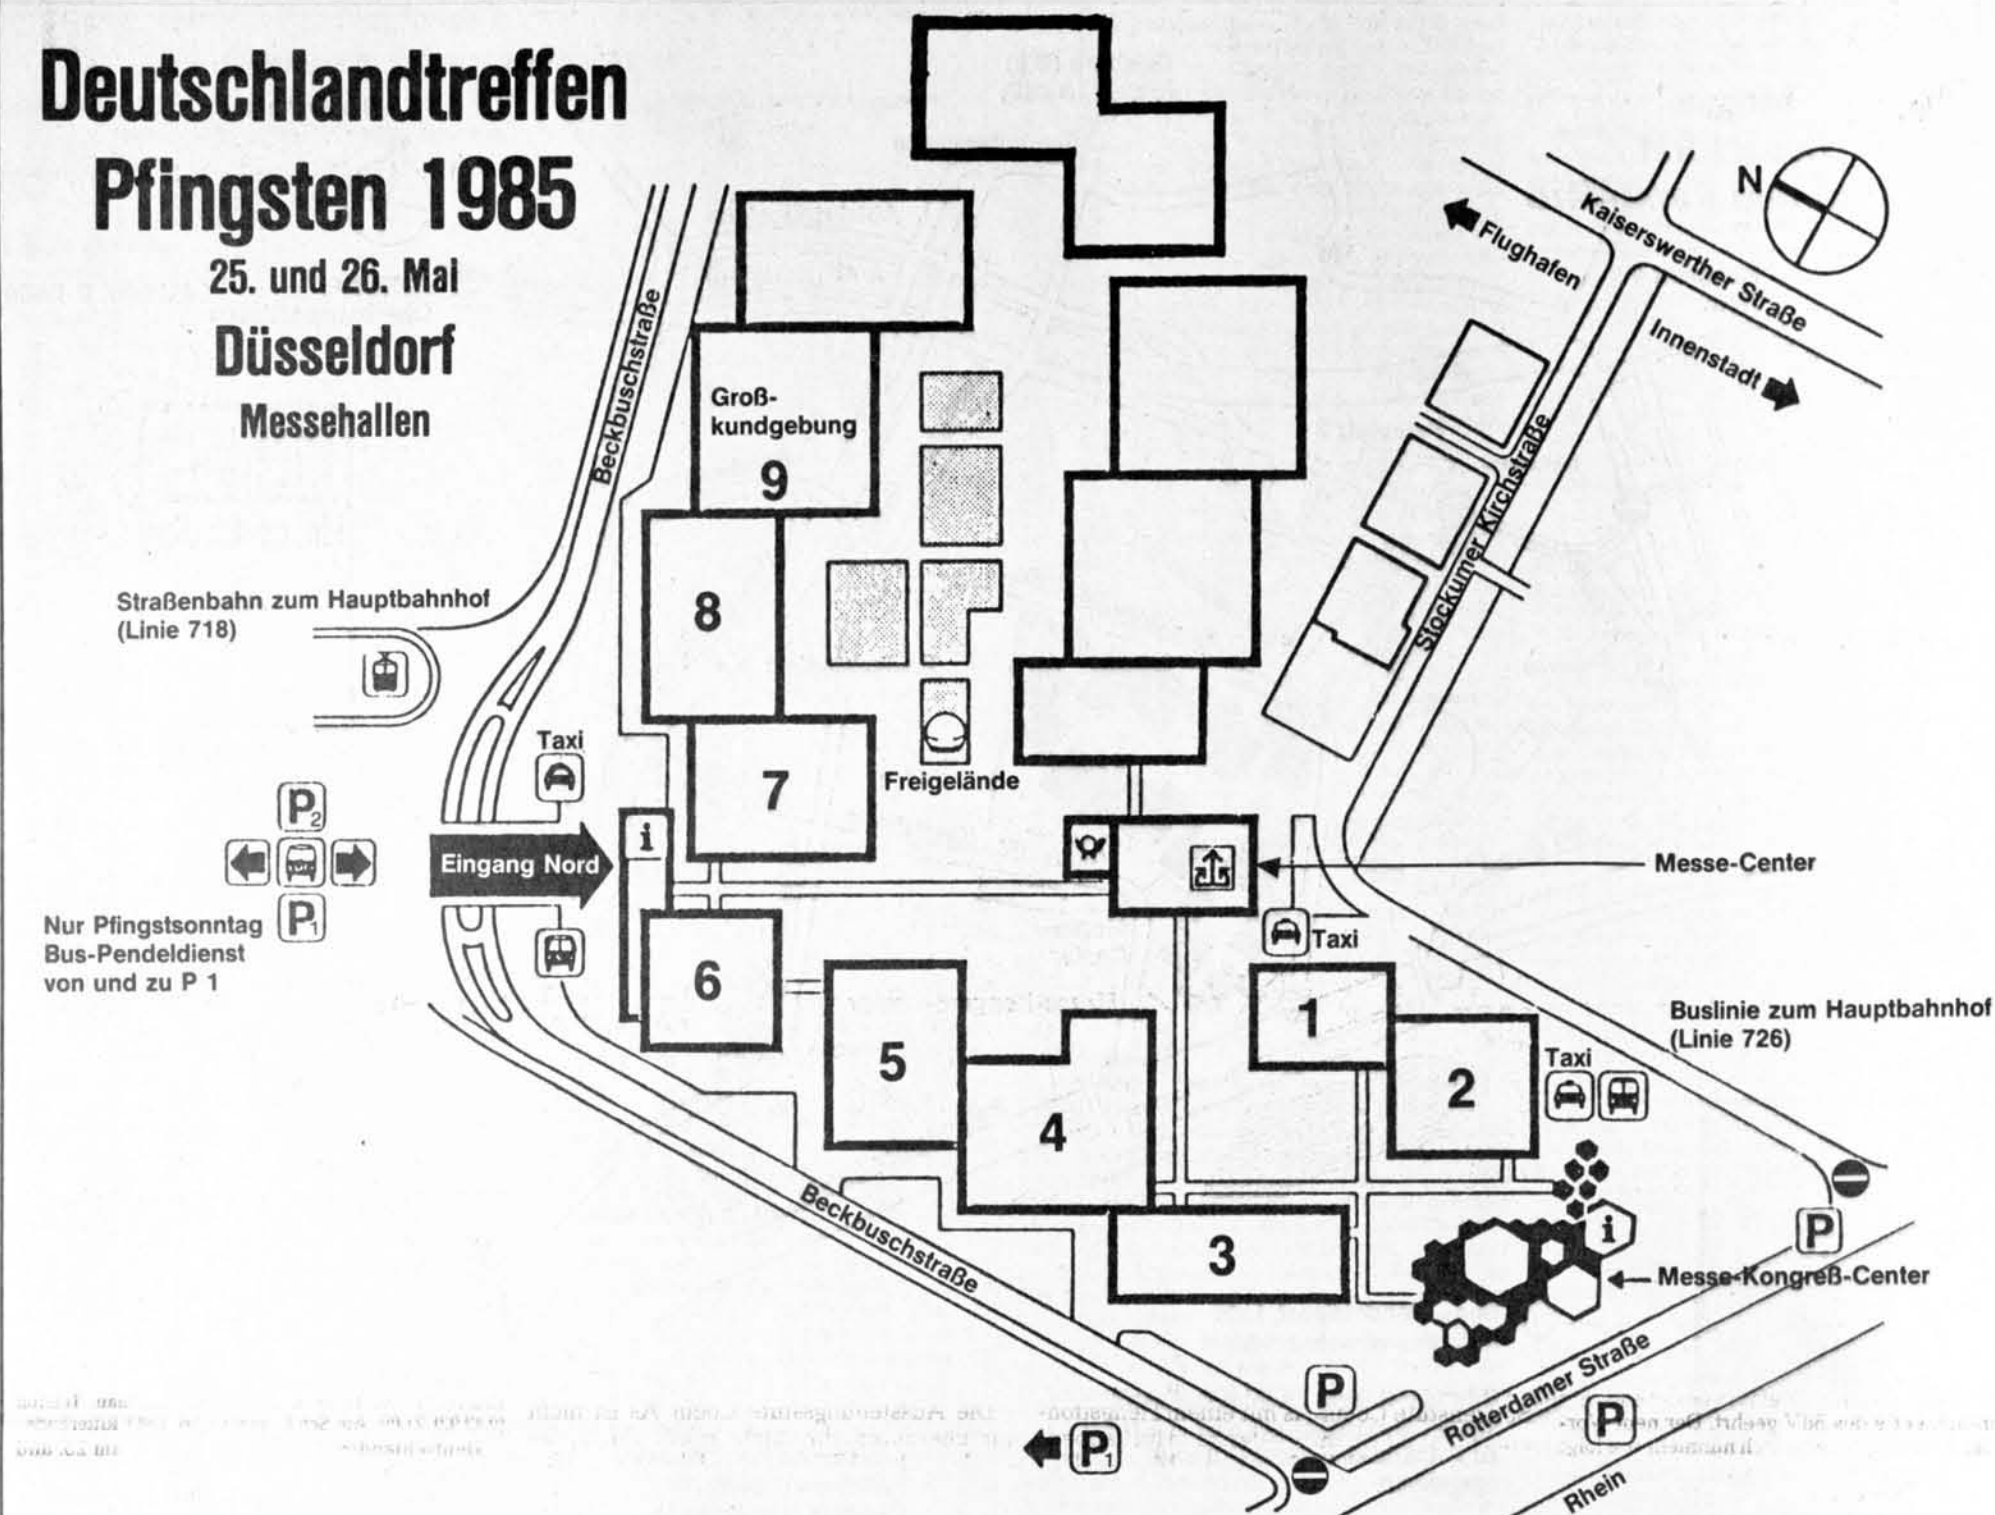 Deutschlandtreffen
Pfingsten 1985
25. und 26. Mai
Düsseldorf
Messehallen
N
Kaiserswerther Straße
Flughafen
Innenstadt
Beckbuschstraße
Groß-
kundgebung
9
Stockumer Kirchstraße
8
Straßenbahn zum Hauptbahnhof
(Linie 718)
Taxi
7
Freigelände
P2
i
Eingang Nord
Messe-Center
Nur Pfingstsonntag
Bus-Pendeldienst
von und zu P 1
P1
Taxi
6
5
1
Buslinie zum Hauptbahnhof
(Linie 726)
Taxi
2
4
Beckbuschstraße
3
i
P
Messe-Kongreß-Center
P
Rotterdamer Straße
P
P1
Rhein